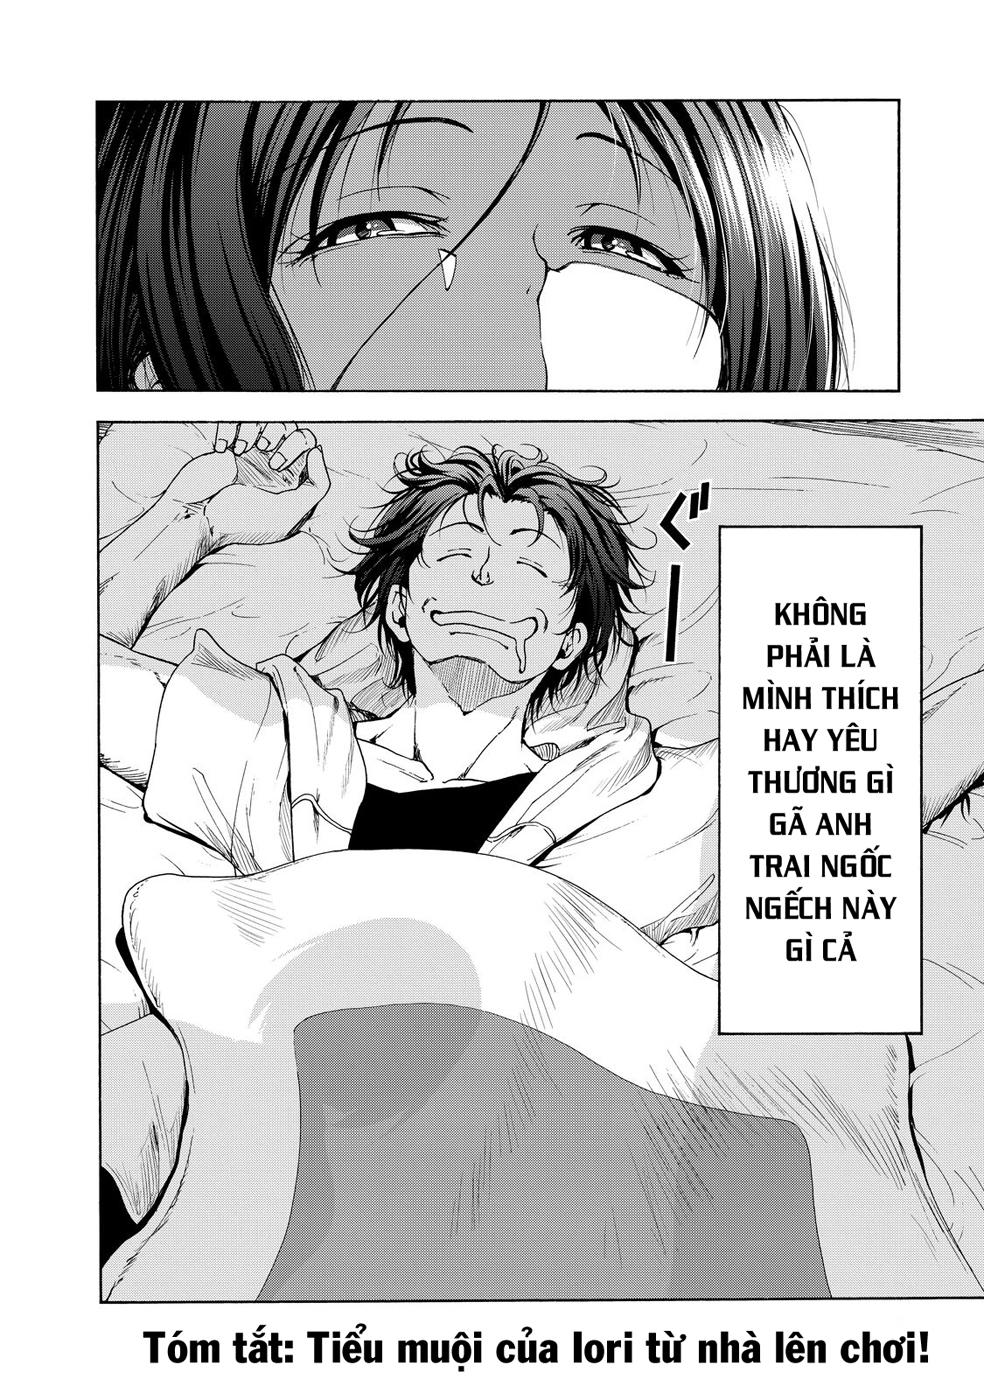 ぐーー
KHÔNG
PHẢI LÀ
MÌNH THÍCH
HAY YÊU
THƯƠNG GÌ
GÃ ANH
TRAI NGỐC
NGẾCH NÀY
GÌ CẢ
Tóm tắt: Tiểu muội của Iori từ nhà lên chơi!